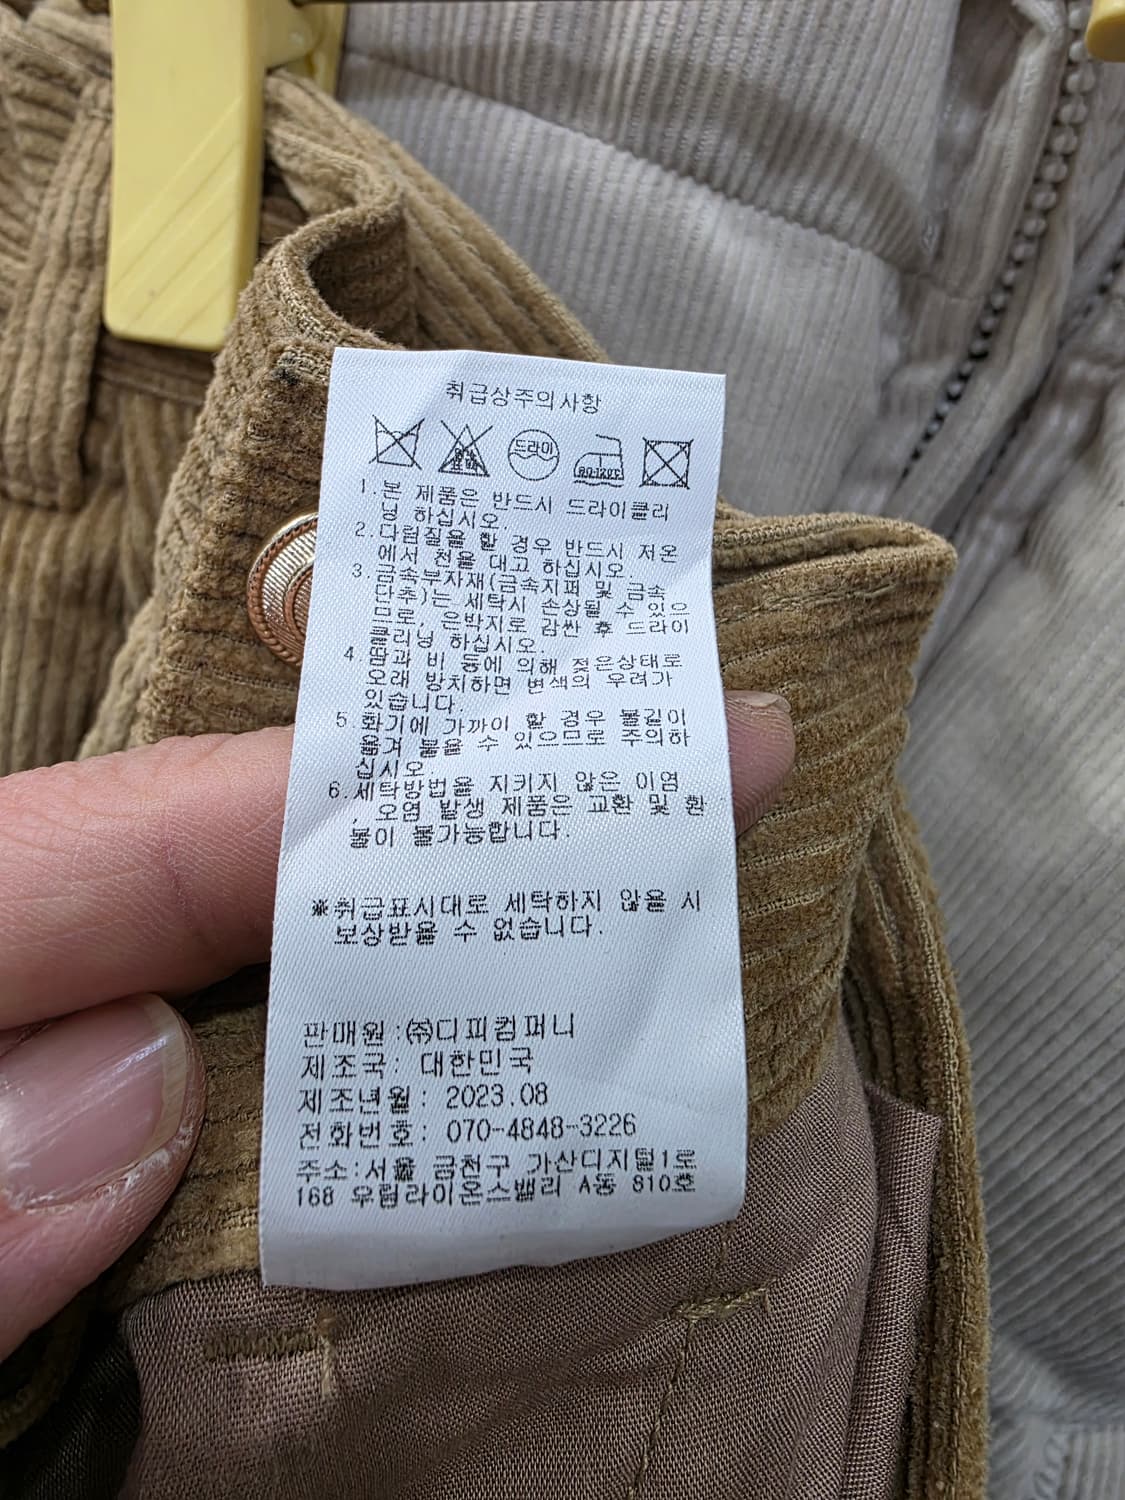 취급상주의사항
드라이
80-120℃
1.본 제품은 반드시 드라이클리
닝 하십시오.
2.다림질을 할 경우 반드시 저온
에서 천을 대고 하십시오.
3.금속부자재(금속지퍼 및 금속
단추)는 세탁시 손상될 수 있으
므로, 은박지로 감싼 후 드라이
클리닝 하십시오.
4.땀과 비 등에 의해 젖은상태로
오래 방치하면 변색의 우려가
있습니다.
5.화기에 가까이 할 경우 불길이
옮겨 붙을 수 있으므로 주의하
십시오
6.세탁방법을 지키지 않은 이염
, 오염 발생 제품은 교환 및 환
불이 불가능합니다.
※취급표시대로 세탁하지 않을 시
보상받을 수 없습니다.
판매원 :㈜디피컴퍼니
제조국: 대한민국
제조년월: 2023.08
전화번호: 070-4848-3226
주소:서울 금천구 가산디지털1로
168 우림라이온스밸리 A동 810호